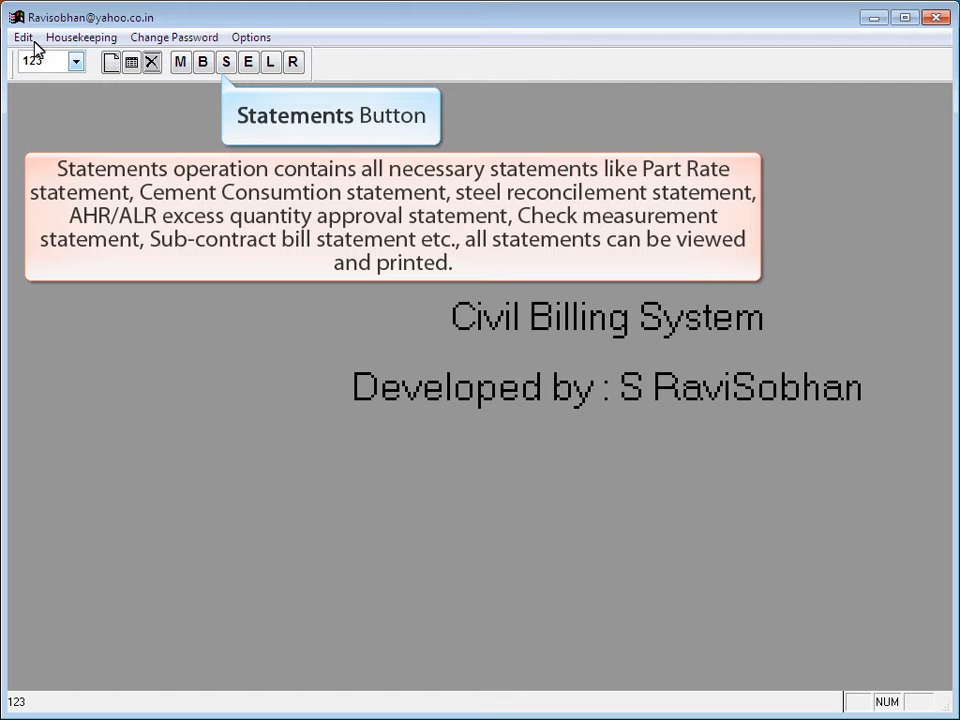 Ravisobhan@yahoo.co.in
Edit Housekeeping Change Password Options
123 M B S E L R
Statements Button
Statements operation contains all necessary statements like Part Rate
statement, Cement Consumtion statement, steel reconcilement statement,
AHR/ALR excess quantity approval statement, Check measurement
statement, Sub-contract bill statement etc., all statements can be viewed
and printed.
Civil Billing System
Developed by : S RaviSobhan
123 NUM